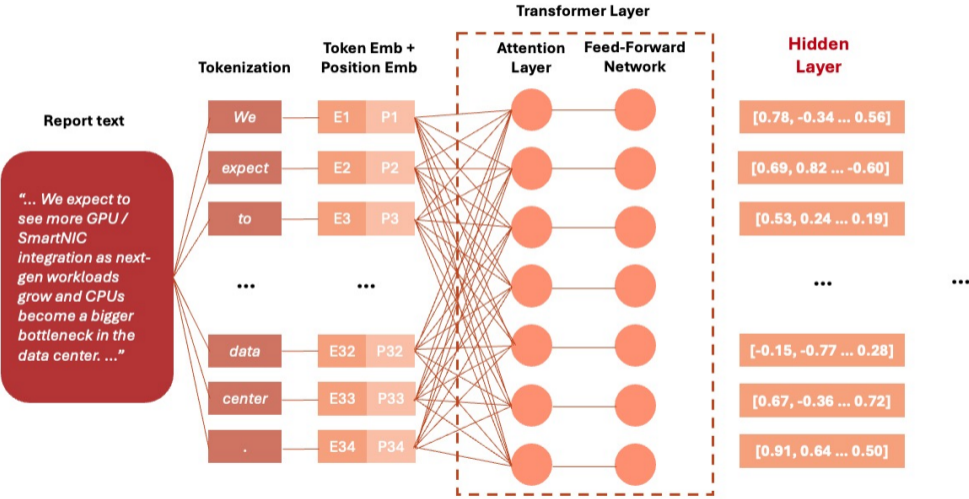 Transformer Layer
Report text
Tokenization
Token Emb +
Position Emb
Attention
Layer
Feed-Forward
Network
Hidden
Layer
"... We expect to
see more GPU /
SmartNIC
integration as next-
gen workloads
grow and CPUs
become a bigger
bottleneck in the
data center. ..."
We E1 P1 [0.78, -0.34 ... 0.56]
expect E2 P2 [0.69, 0.82 ... -0.60]
to E3 P3 [0.53, 0.24 ... 0.19]
... ... ... ...
data E32 P32 [-0.15, -0.77 ... 0.28]
center E33 P33 [0.67, -0.36 ... 0.72]
. E34 P34 [0.91, 0.64 ... 0.50]